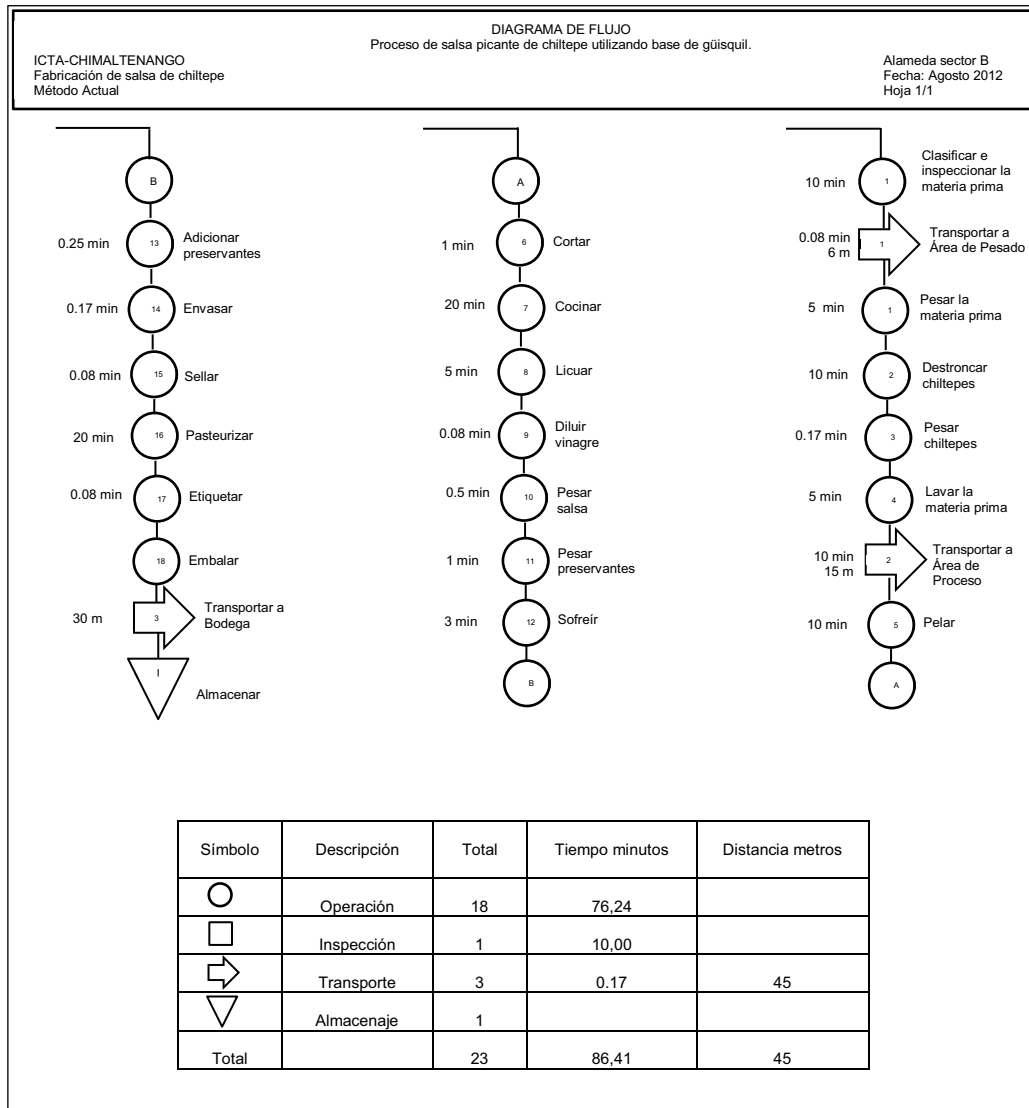 DIAGRAMA DE FLUJO
Proceso de salsa picante de chiltepe utilizando base de güisquil.
ICTA-CHIMALTENANGO
Fabricación de salsa de chiltepe
Método Actual
Alameda sector B
Fecha: Agosto 2012
Hoja 1/1
B
0.25 min 13 Adicionar
preservantes
0.17 min 14 Envasar
0.08 min 15 Sellar
20 min 16 Pasteurizar
0.08 min 17 Etiquetar
18 Embalar
30 m 3 Transportar a
Bodega
I
Almacenar
A
1 min 6 Cortar
20 min 7 Cocinar
5 min 8 Licuar
0.08 min 9 Diluir
vinagre
0.5 min 10 Pesar
salsa
1 min 11 Pesar
preservantes
3 min 12 Sofreír
B
Clasificar e
10 min 1 inspeccionar la
materia prima
0.08 min 1 Transportar a
6 m Área de Pesado
5 min 1 Pesar la
materia prima
10 min 2 Destroncar
chiltepes
0.17 min 3 Pesar
chiltepes
5 min 4 Lavar la
materia prima
10 min 2 Transportar a
15 m Área de
Proceso
10 min 5 Pelar
A
Símbolo Descripción Total Tiempo minutos Distancia metros
Operación 18 76,24
Inspección 1 10,00
Transporte 3 0.17 45
Almacenaje 1
Total 23 86,41 45